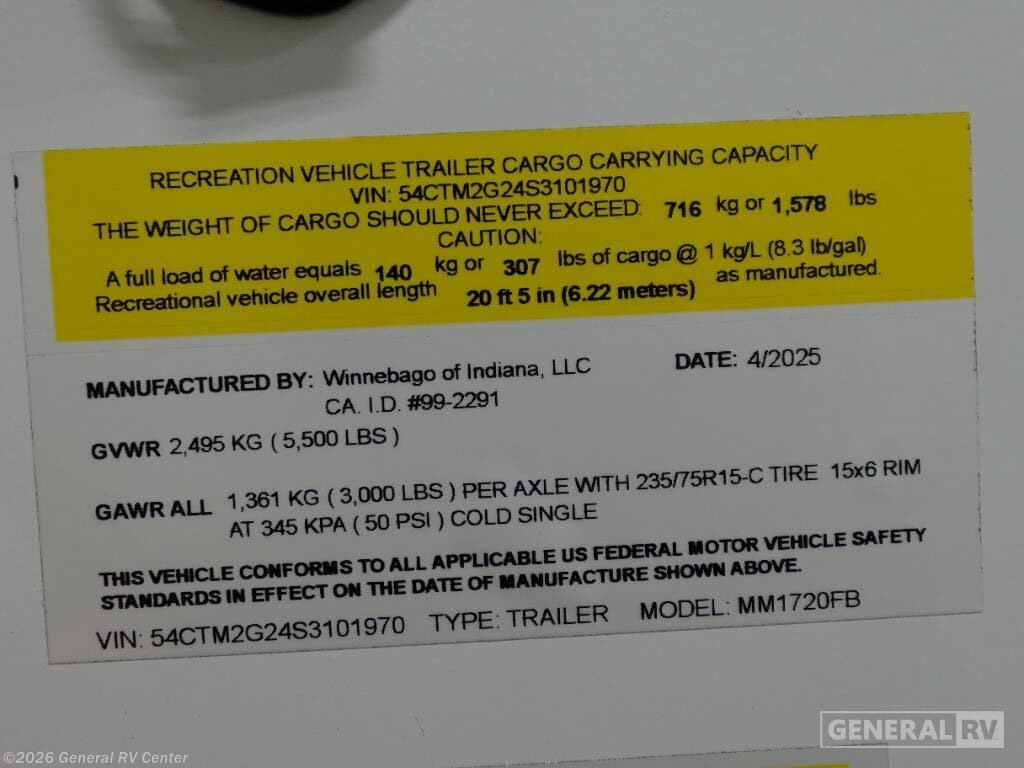 RECREATION VEHICLE TRAILER CARGO CARRYING CAPACITY
VIN: 54CTM2G24S3101970
THE WEIGHT OF CARGO SHOULD NEVER EXCEED: 716 kg or 1,578 lbs
CAUTION:
A full load of water equals 140 kg or 307 lbs of cargo @ 1 kg/L (8.3 lb/gal)
Recreational vehicle overall length 20 ft 5 in (6.22 meters) as manufactured.
MANUFACTURED BY: Winnebago of Indiana, LLC DATE: 4/2025
CA. I.D. #99-2291
GVWR 2,495 KG ( 5,500 LBS )
GAWR ALL 1,361 KG ( 3,000 LBS ) PER AXLE WITH 235/75R15-C TIRE 15x6 RIM
AT 345 KPA ( 50 PSI ) COLD SINGLE
THIS VEHICLE CONFORMS TO ALL APPLICABLE US FEDERAL MOTOR VEHICLE SAFETY
STANDARDS IN EFFECT ON THE DATE OF MANUFACTURE SHOWN ABOVE.
VIN: 54CTM2G24S3101970 TYPE: TRAILER MODEL: MM1720FB
GENERAL RV
©2026 General RV Center